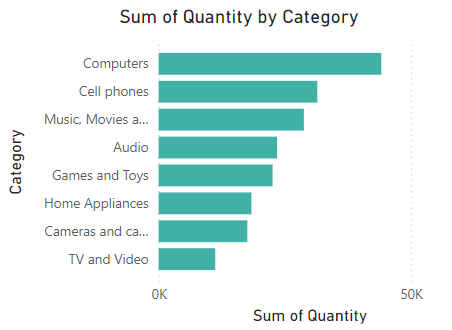 Sum of Quantity by Category
Category
Computers
Cell phones
Music, Movies a...
Audio
Games and Toys
Home Appliances
Cameras and ca...
TV and Video
0K 50K
Sum of Quantity